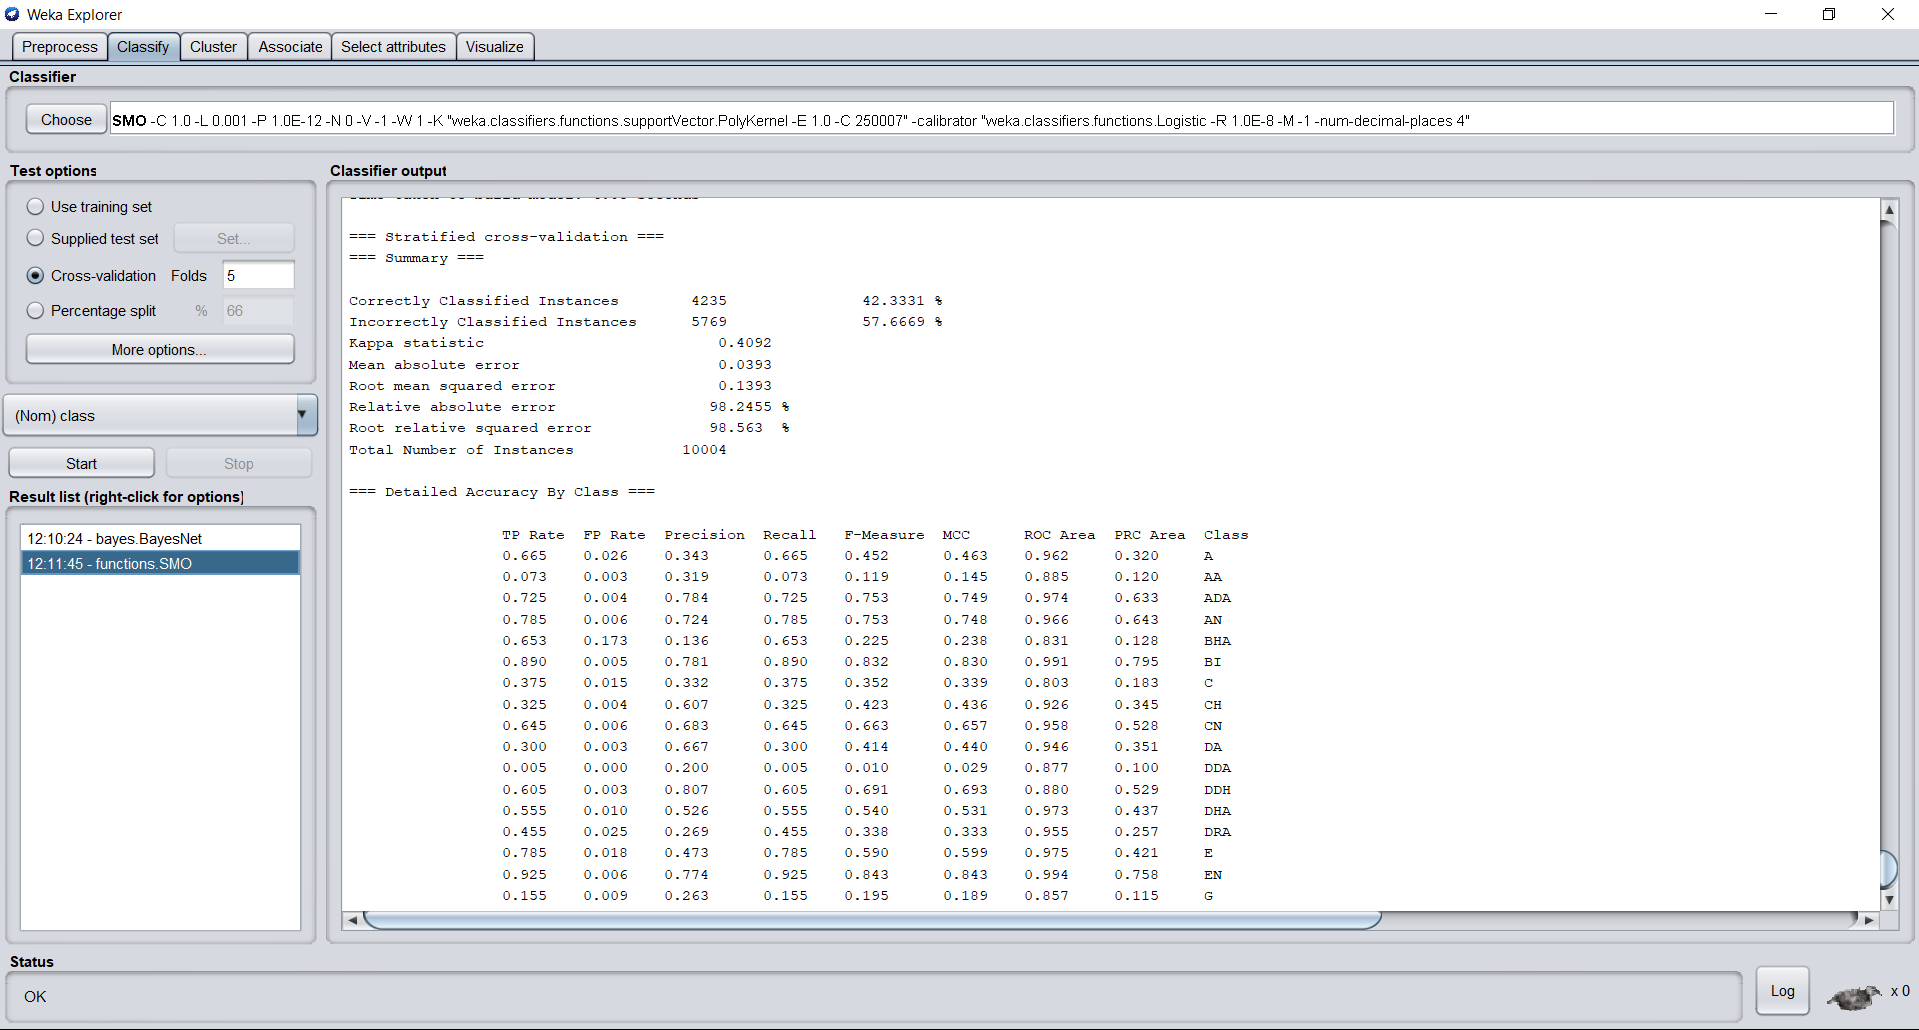 Weka Explorer
Preprocess Classify Cluster Associate Select attributes Visualize
Classifier
Choose SMO -C 1.0 -L 0.001 -P 1.0E-12 -N 0 -V -1 -W 1 -K "weka.classifiers.functions.supportVector.PolyKernel -E 1.0 -C 250007" -calibrator "weka.classifiers.functions.Logistic -R 1.0E-8 -M -1 -num-decimal-places 4"
Test options
Use training set
Supplied test set Set...
Cross-validation Folds 5
Percentage split % 66
More options...
(Nom) class
Start Stop
Result list (right-click for options)
12:10:24 - bayes.BayesNet
12:11:45 - functions.SMO
Classifier output
=== Stratified cross-validation ===
=== Summary ===
Correctly Classified Instances 4235 42.3331 %
Incorrectly Classified Instances 5769 57.6669 %
Kappa statistic 0.4092
Mean absolute error 0.0393
Root mean squared error 0.1393
Relative absolute error 98.2455 %
Root relative squared error 98.563 %
Total Number of Instances 10004
=== Detailed Accuracy By Class ===
TP Rate FP Rate Precision Recall F-Measure MCC ROC Area PRC Area Class
0.665 0.026 0.343 0.665 0.452 0.463 0.962 0.320 A
0.073 0.003 0.319 0.073 0.119 0.145 0.885 0.120 AA
0.725 0.004 0.784 0.725 0.753 0.749 0.974 0.633 ADA
0.785 0.006 0.724 0.785 0.753 0.748 0.966 0.643 AN
0.653 0.173 0.136 0.653 0.225 0.238 0.831 0.128 BHA
0.890 0.005 0.781 0.890 0.832 0.830 0.991 0.795 BI
0.375 0.015 0.332 0.375 0.352 0.339 0.803 0.183 C
0.325 0.004 0.607 0.325 0.423 0.436 0.926 0.345 CH
0.645 0.006 0.683 0.645 0.663 0.657 0.958 0.528 CN
0.300 0.003 0.667 0.300 0.414 0.440 0.946 0.351 DA
0.005 0.000 0.200 0.005 0.010 0.029 0.877 0.100 DDA
0.605 0.003 0.807 0.605 0.691 0.693 0.880 0.529 DDH
0.555 0.010 0.526 0.555 0.540 0.531 0.973 0.437 DHA
0.455 0.025 0.269 0.455 0.338 0.333 0.955 0.257 DRA
0.785 0.018 0.473 0.785 0.590 0.599 0.975 0.421 E
0.925 0.006 0.774 0.925 0.843 0.843 0.994 0.758 EN
0.155 0.009 0.263 0.155 0.195 0.189 0.857 0.115 G
Status
OK
Log x 0